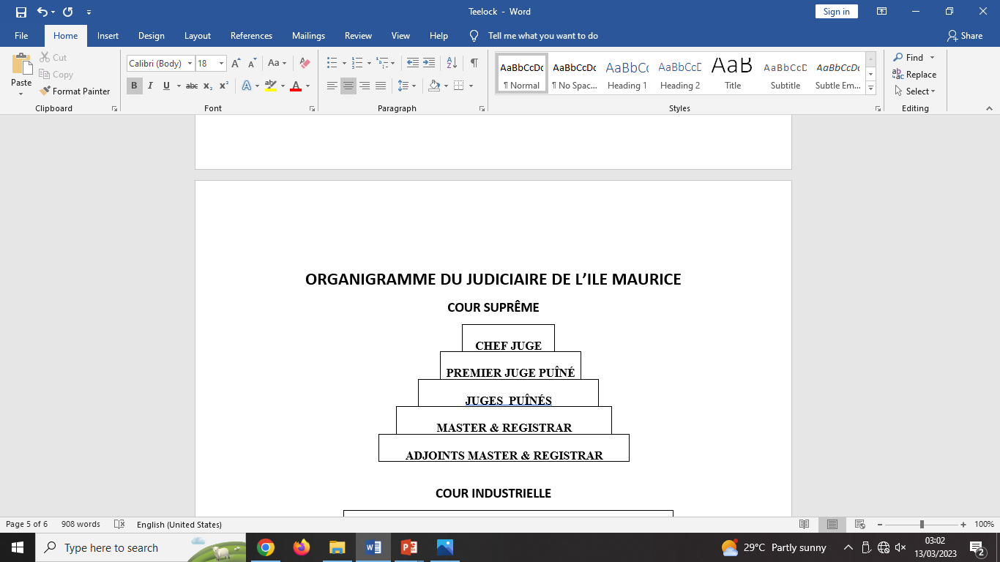 Teelock - Word
Sign in
File Home Insert Design Layout References Mailings Review View Help Tell me what you want to do Share
Paste
Cut
Copy
Format Painter
Clipboard
Calibri (Body) 18
Font
Paragraph
AaBbCcDc AaBbCcDc AaBbCc AaBbCcD AaB AaBbCcD AaBbCcDc
¶ Normal ¶ No Spac... Heading 1 Heading 2 Title Subtitle Subtle Em...
Styles
Find
Replace
Select
Editing
ORGANIGRAMME DU JUDICIAIRE DE L’ILE MAURICE
COUR SUPRÊME
CHEF JUGE
PREMIER JUGE PUÎNÉ
JUGES PUÎNÉS
MASTER & REGISTRAR
ADJOINTS MASTER & REGISTRAR
COUR INDUSTRIELLE
Page 5 of 6 908 words English (United States) 100%
Type here to search
29°C Partly sunny
03:02
13/03/2023
2